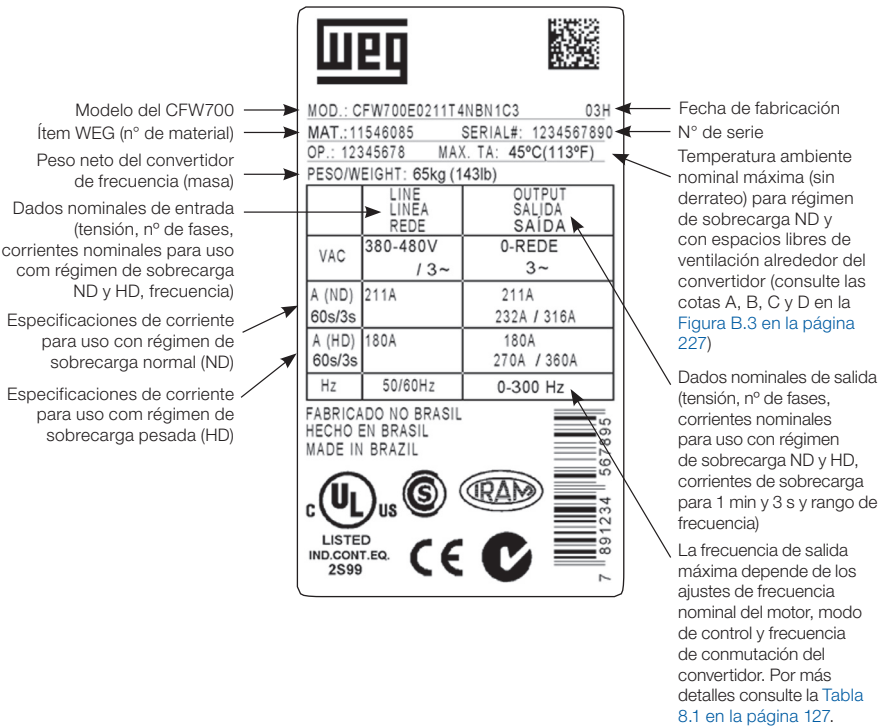 weg
MOD.: CFW700E0211T4NBN1C3 03H
MAT.:11546085 SERIAL#: 1234567890
OP.: 12345678 MAX. TA: 45ºC(113ºF)
PESO/WEIGHT: 65kg (143lb)
LINE
LINEA
REDE
OUTPUT
SALIDA
SAÍDA
VAC
380-480V
/ 3~
0-REDE
3~
A (ND)
60s/3s
211A
211A
232A / 316A
A (HD)
60s/3s
180A
180A
270A / 360A
Hz
50/60Hz
0-300 Hz
FABRICADO NO BRASIL
HECHO EN BRASIL
MADE IN BRAZIL
C UL US
LISTED
IND.CONT.EQ.
2S99
S
IRAM
CE
7 891234 567895
Modelo del CFW700
Ítem WEG (n° de material)
Peso neto del convertidor
de frecuencia (masa)
Dados nominales de entrada
(tensión, nº de fases,
corrientes nominales para uso
com régimen de sobrecarga
ND y HD, frecuencia)
Especificaciones de corriente
para uso con régimen de
sobrecarga normal (ND)
Especificaciones de corriente
para uso com régimen de
sobrecarga pesada (HD)
Fecha de fabricación
N° de serie
Temperatura ambiente
nominal máxima (sin
derrateo) para régimen
de sobrecarga ND y
con espacios libres de
ventilación alrededor del
convertidor (consulte las
cotas A, B, C y D en la
Figura B.3 en la página
227)
Dados nominales de salida
(tensión, nº de fases,
corrientes nominales
para uso con régimen
de sobrecarga ND y HD,
corrientes de sobrecarga
para 1 min y 3 s y rango de
frecuencia)
La frecuencia de salida
máxima depende de los
ajustes de frecuencia
nominal del motor, modo
de control y frecuencia
de conmutación del
convertidor. Por más
detalles consulte la Tabla
8.1 en la página 127.